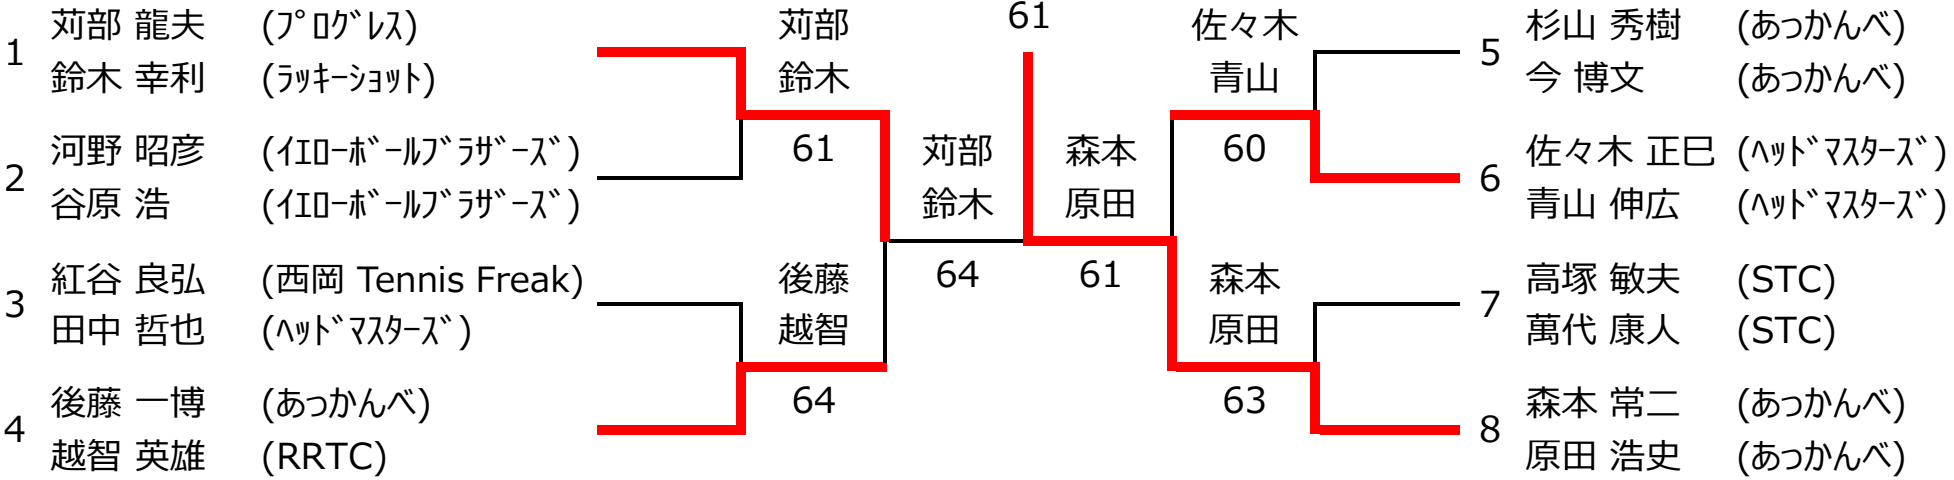 1
苅部 龍夫 (ﾌﾟﾛｸﾞﾚｽ)
鈴木 幸利 (ﾗｯｷｰｼｮｯﾄ)
2
河野 昭彦 (ｲｴﾛｰﾎﾞｰﾙﾌﾞﾗｻﾞｰｽﾞ)
谷原 浩 (ｲｴﾛｰﾎﾞｰﾙﾌﾞﾗｻﾞｰｽﾞ)
3
紅谷 良弘 (西岡 Tennis Freak)
田中 哲也 (ﾍｯﾄﾞﾏｽﾀｰｽﾞ)
4
後藤 一博 (あっかんべ)
越智 英雄 (RRTC)
苅部
鈴木
61
後藤
越智
64
苅部
鈴木
64
61
森本
原田
61
佐々木
青山
60
森本
原田
63
5
杉山 秀樹 (あっかんべ)
今 博文 (あっかんべ)
6
佐々木 正巳 (ﾍｯﾄﾞﾏｽﾀｰｽﾞ)
青山 伸広 (ﾍｯﾄﾞﾏｽﾀｰｽﾞ)
7
高塚 敏夫 (STC)
萬代 康人 (STC)
8
森本 常二 (あっかんべ)
原田 浩史 (あっかんべ)